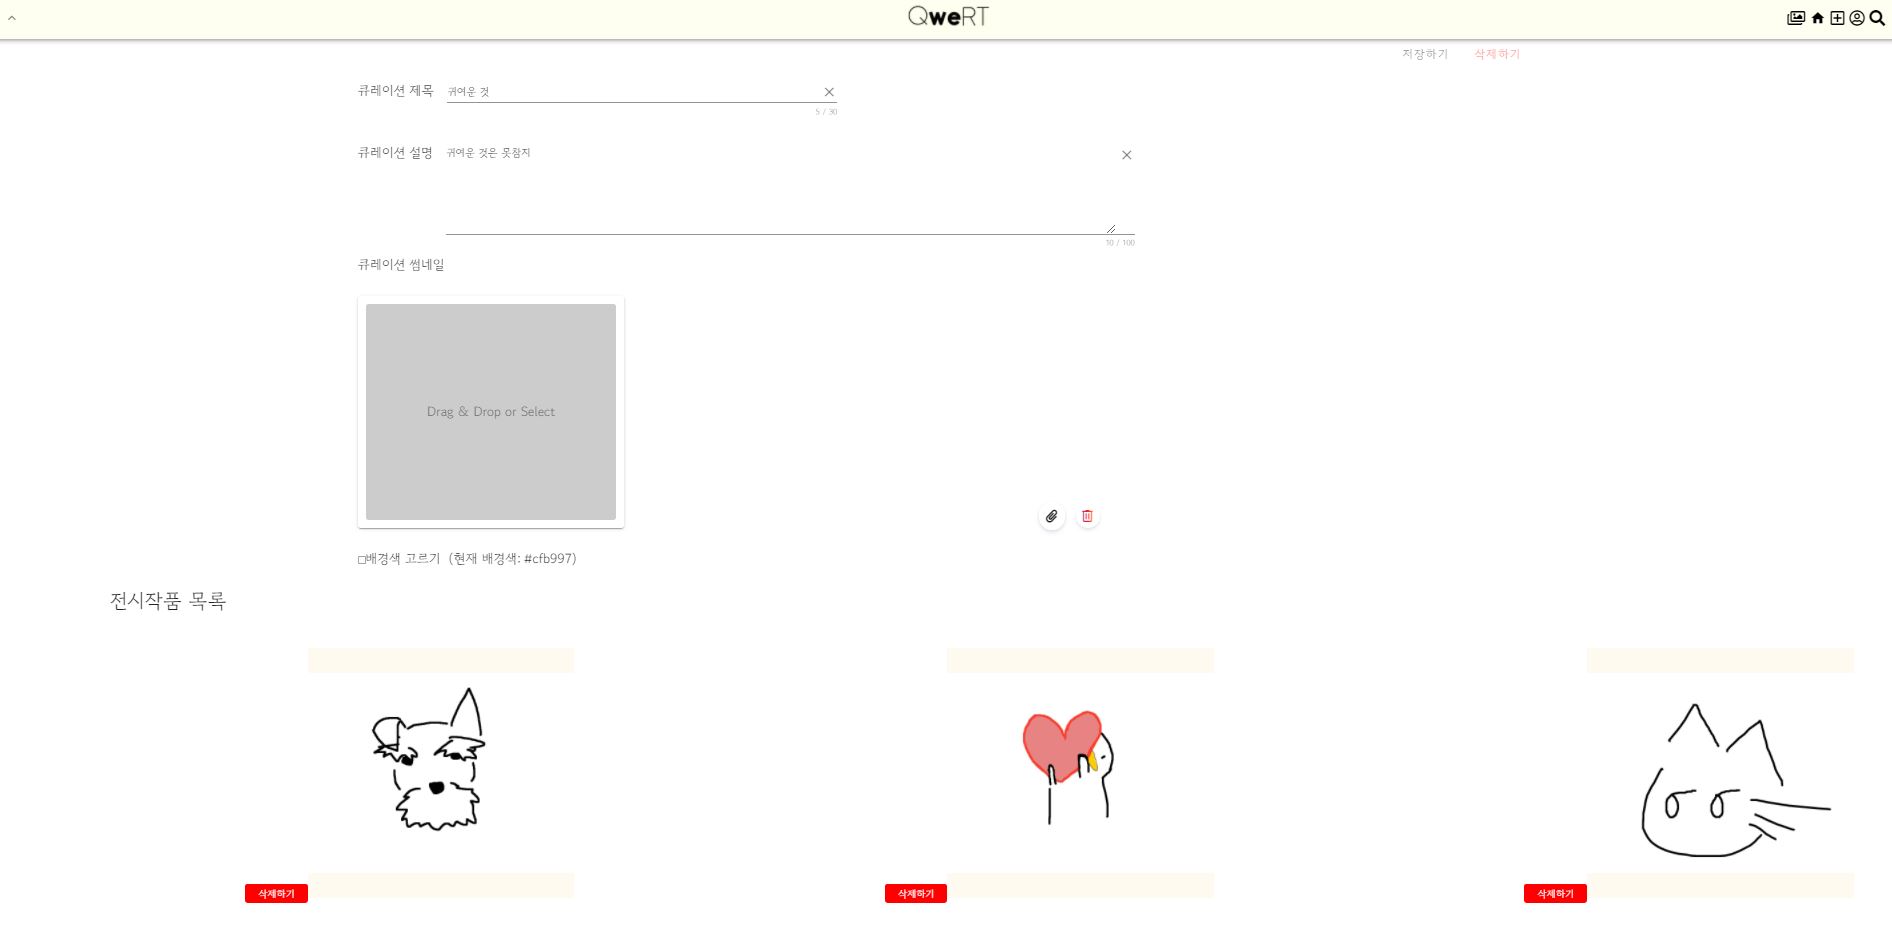 QweRT
저장하기 삭제하기
큐레이션 제목 귀여운 것
5 / 30
큐레이션 설명 귀여운 것은 못참지
10 / 100
큐레이션 썸네일
Drag & Drop or Select
배경색 고르기 (현재 배경색: #cfb997)
전시작품 목록
삭제하기 삭제하기 삭제하기